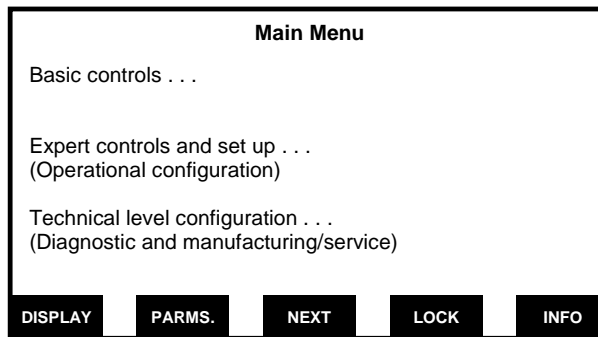 Main Menu
Basic controls . . .
Expert controls and set up . . .
(Operational configuration)
Technical level configuration . . .
(Diagnostic and manufacturing/service)
DISPLAY PARMS. NEXT LOCK INFO